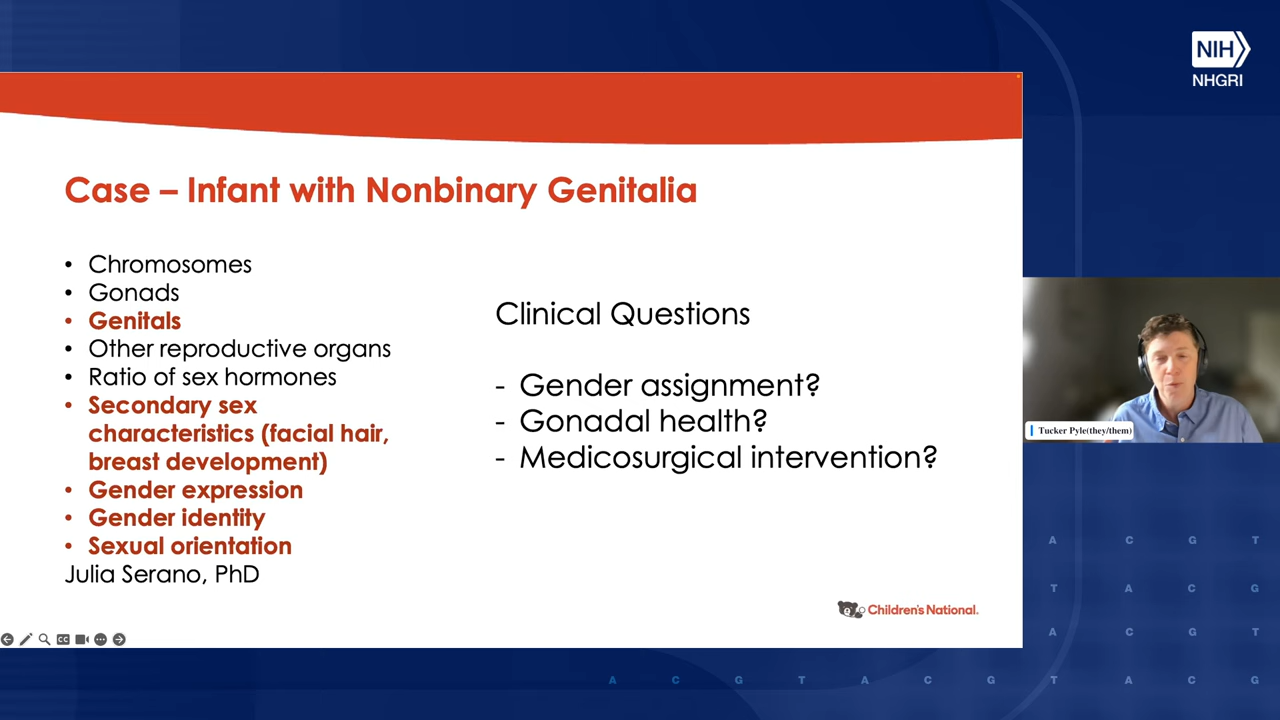 NIH
NHGRI
Case – Infant with Nonbinary Genitalia
• Chromosomes
• Gonads
• Genitals
• Other reproductive organs
• Ratio of sex hormones
• Secondary sex
characteristics (facial hair,
breast development)
• Gender expression
• Gender identity
• Sexual orientation
Julia Serano, PhD
Clinical Questions
- Gender assignment?
- Gonadal health?
- Medicosurgical intervention?
Children's National.
Tucker Pyle(they/them)
CC
A C G T
T A C G
A C G T
A C G T A C G T A C G